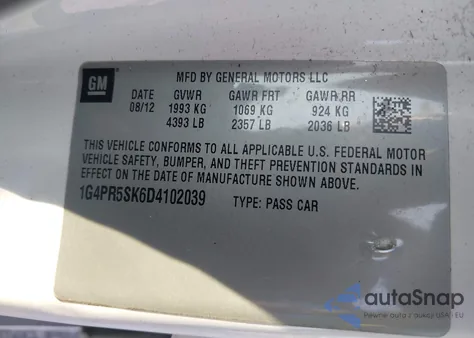 GM
MFD BY GENERAL MOTORS LLC
DATE GVWR GAWR FRT GAWR RR
08/12 1993 KG 1069 KG 924 KG
4393 LB 2357 LB 2036 LB
THIS VEHICLE CONFORMS TO ALL APPLICABLE U.S. FEDERAL MOTOR
VEHICLE SAFETY, BUMPER, AND THEFT PREVENTION STANDARDS IN
EFFECT ON THE DATE OF MANUFACTURE SHOWN ABOVE.
1G4PR5SK6D4102039 TYPE: PASS CAR
autoSnap